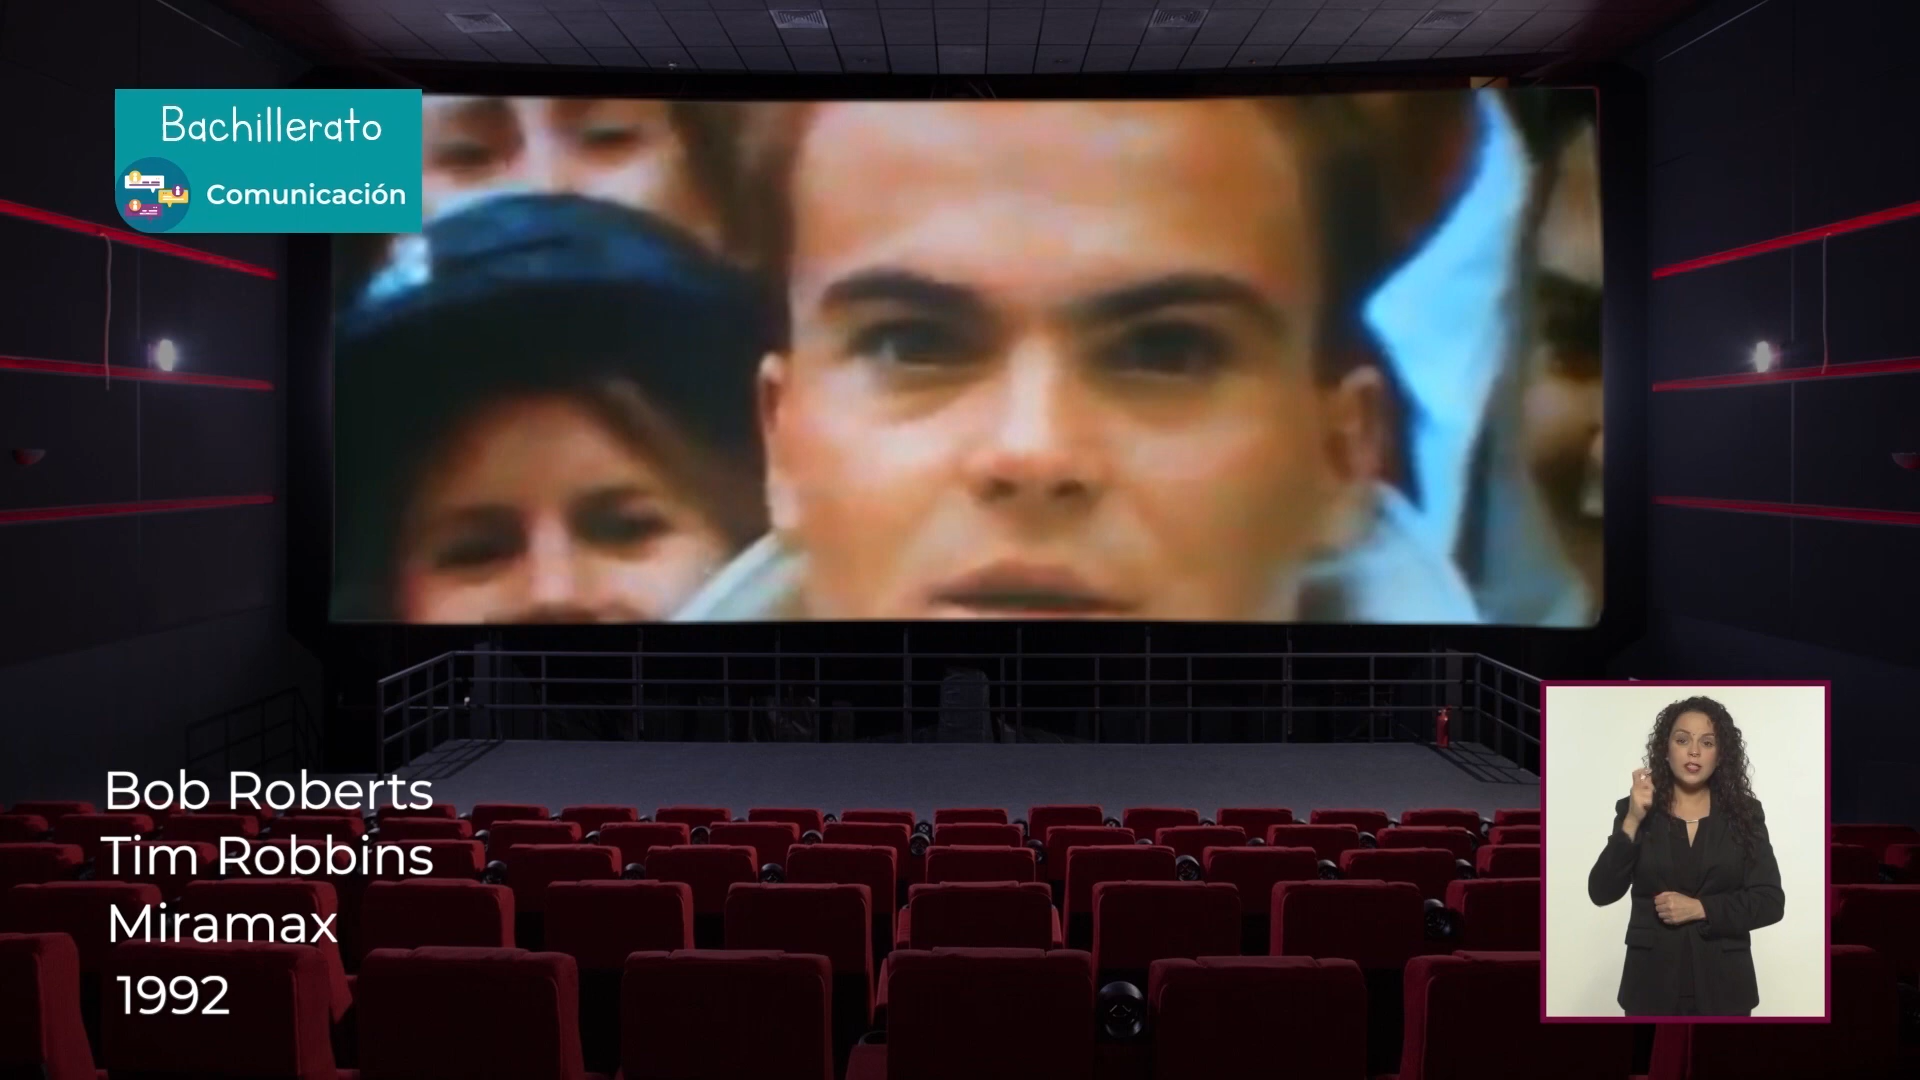 Bachillerato
Comunicación
Bob Roberts
Tim Robbins
Miramax
1992